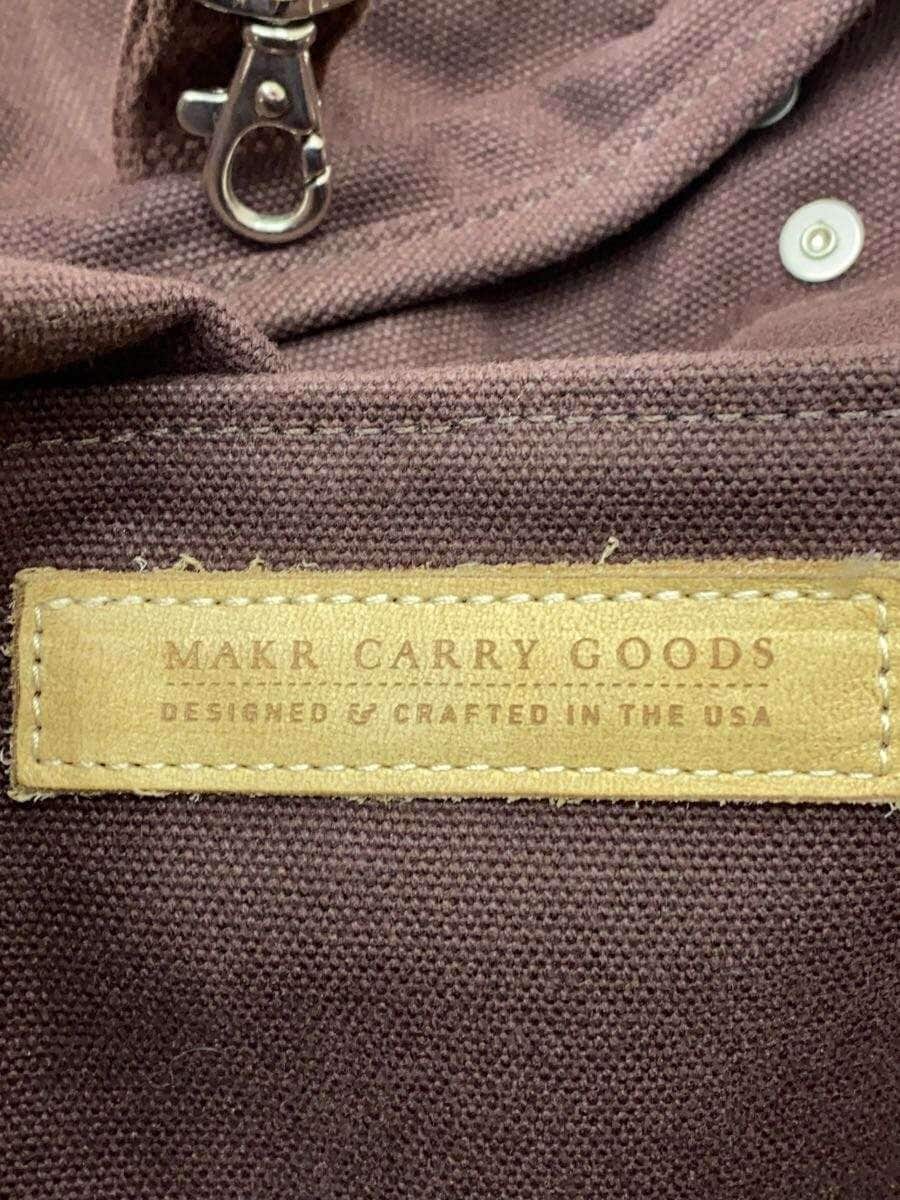 MAKR CARRY GOODS
DESIGNED & CRAFTED IN THE USA